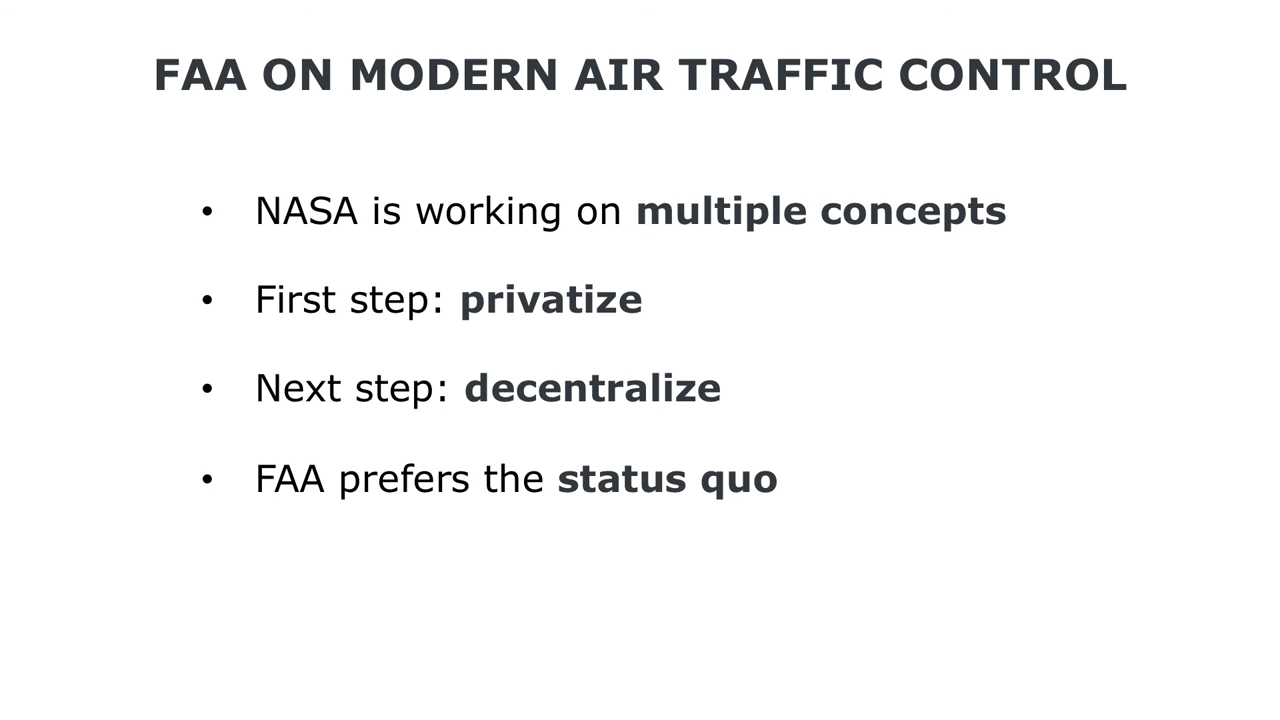 FAA ON MODERN AIR TRAFFIC CONTROL
• NASA is working on multiple concepts
• First step: privatize
• Next step: decentralize
• FAA prefers the status quo